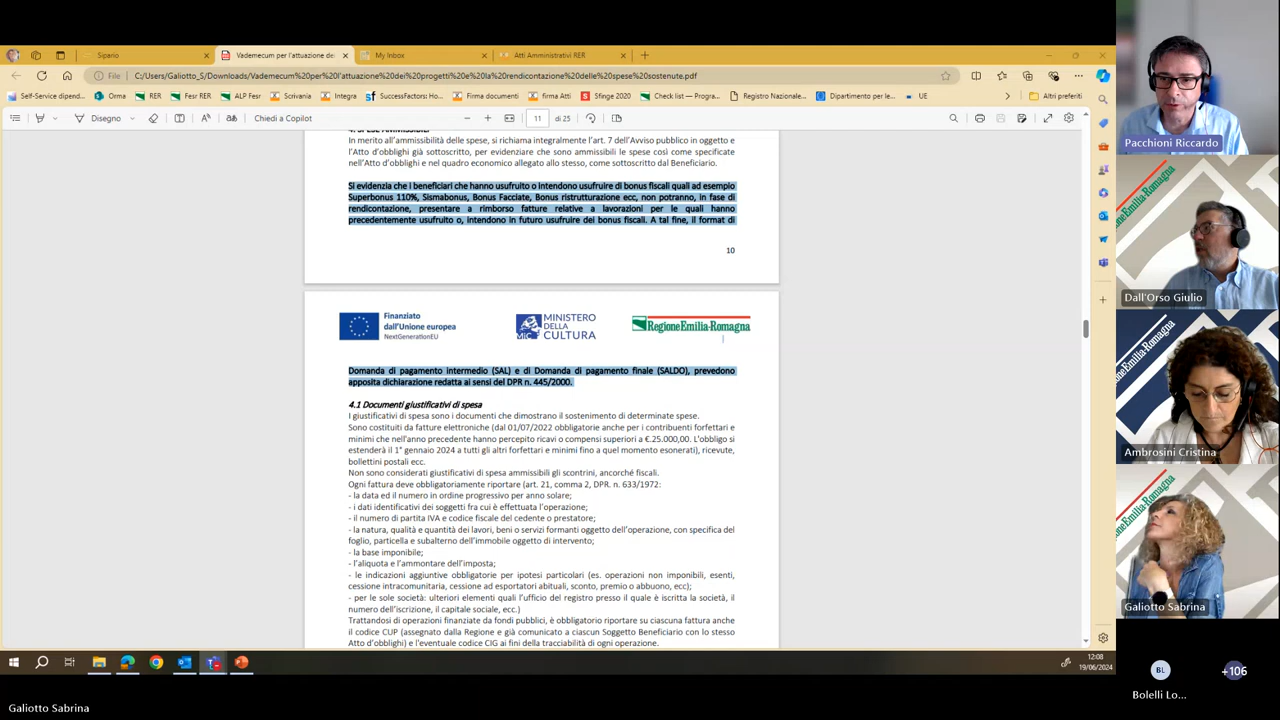 Sipario
Vademecum per l'attuazione dei
My Inbox
Atti Amministrativi RER
File
C:/Users/Galiotto_S/Downloads/Vademecum%20per%20l'attuazione%20dei%20progetti%20e%20la%20rendicontazione%20delle%20spese%20sostenute.pdf
Self-Service dipend...
Orma
RER
Fesr RER
ALP Fesr
Scrivania
Integra
SuccessFactors: Ho...
Firma documenti
firma Atti
Sfinge 2020
Check list — Progra...
Registro Nazionale...
Dipartimento per le...
UE
Altri preferiti
Disegno
Chiedi a Copilot
11
di 25
4. SPESE AMMISSIBILI
In merito all'ammissibilità delle spese, si richiama integralmente l'art. 7 dell'Avviso pubblico in oggetto e
l'Atto d'obblighi già sottoscritto, per evidenziare che sono ammissibili le spese così come specificate
nell'Atto d'obblighi e nel quadro economico allegato allo stesso, come sottoscritto dal Beneficiario.
Si evidenzia che i beneficiari che hanno usufruito o intendono usufruire di bonus fiscali quali ad esempio
Superbonus 110%, Sismabonus, Bonus Facciate, Bonus ristrutturazione ecc, non potranno, in fase di
rendicontazione, presentare a rimborso fatture relative a lavorazioni per le quali hanno
precedentemente usufruito o, intendono in futuro usufruire dei bonus fiscali. A tal fine, il format di
10
Finanziato
dall'Unione europea
NextGenerationEU
MiC
MINISTERO
DELLA
CULTURA
RegioneEmilia-Romagna
Domanda di pagamento intermedio (SAL) e di Domanda di pagamento finale (SALDO), prevedono
apposita dichiarazione redatta ai sensi del DPR n. 445/2000.
4.1 Documenti giustificativi di spesa
I giustificativi di spesa sono i documenti che dimostrano il sostenimento di determinate spese.
Sono costituiti da fatture elettroniche (dal 01/07/2022 obbligatorie anche per i contribuenti forfettari e
minimi che nell'anno precedente hanno percepito ricavi o compensi superiori a €.25.000,00. L'obbligo si
estenderà il 1° gennaio 2024 a tutti gli altri forfettari e minimi fino a quel momento esonerati), ricevute,
bollettini postali ecc.
Non sono considerati giustificativi di spesa ammissibili gli scontrini, ancorché fiscali.
Ogni fattura deve obbligatoriamente riportare (art. 21, comma 2, DPR. n. 633/1972:
- la data ed il numero in ordine progressivo per anno solare;
- i dati identificativi dei soggetti fra cui è effettuata l'operazione;
- il numero di partita IVA e codice fiscale del cedente o prestatore;
- la natura, qualità e quantità dei lavori, beni o servizi formanti oggetto dell'operazione, con specifica del
foglio, particella e subalterno dell'immobile oggetto di intervento;
- la base imponibile;
- l'aliquota e l'ammontare dell'imposta;
- le indicazioni aggiuntive obbligatorie per ipotesi particolari (es. operazioni non imponibili, esenti,
cessione intracomunitaria, cessione ad esportatori abituali, sconto, premio o abbuono, ecc);
- per le sole società: ulteriori elementi quali l'ufficio del registro presso il quale è iscritta la società, il
numero dell'iscrizione, il capitale sociale, ecc.)
Trattandosi di operazioni finanziate da fondi pubblici, è obbligatorio riportare su ciascuna fattura anche
il codice CUP (assegnato dalla Regione e già comunicato a ciascun Soggetto Beneficiario con lo stesso
Atto d'obblighi) e l'eventuale codice CIG ai fini della tracciabilità di ogni operazione.
12:08
19/06/2024
Galiotto Sabrina
Pacchioni Riccardo
Dall'Orso Giulio
Ambrosini Cristina
Galiotto Sabrina
BL
+106
Bolelli Lo...